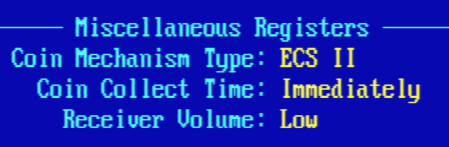 Miscellaneous Registers
Coin Mechanism Type: ECS II
Coin Collect Time: Immediately
Receiver Volume: Low